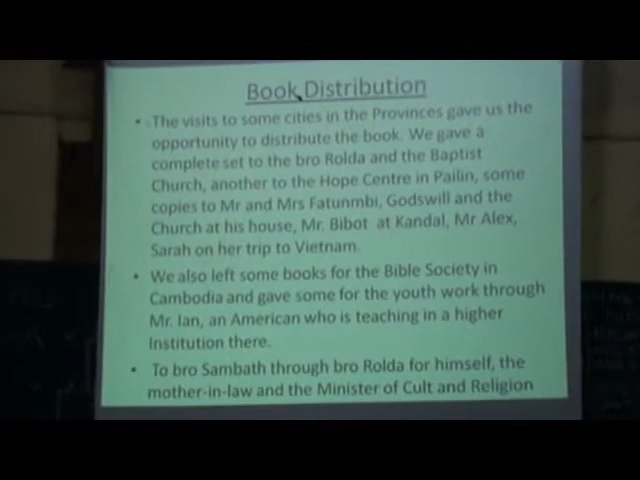 Book Distribution
• The visits to some cities in the Provinces gave us the
opportunity to distribute the book. We gave a
complete set to the bro Rolda and the Baptist
Church, another to the Hope Centre in Pailin, some
copies to Mr and Mrs Fatunmbi, Godswill and the
Church at his house, Mr. Bibot at Kandal, Mr Alex,
Sarah on her trip to Vietnam.
• We also left some books for the Bible Society in
Cambodia and gave some for the youth work through
Mr. Ian, an American who is teaching in a higher
Institution there.
• To bro Sambath through bro Rolda for himself, the
mother-in-law and the Minister of Cult and Religion